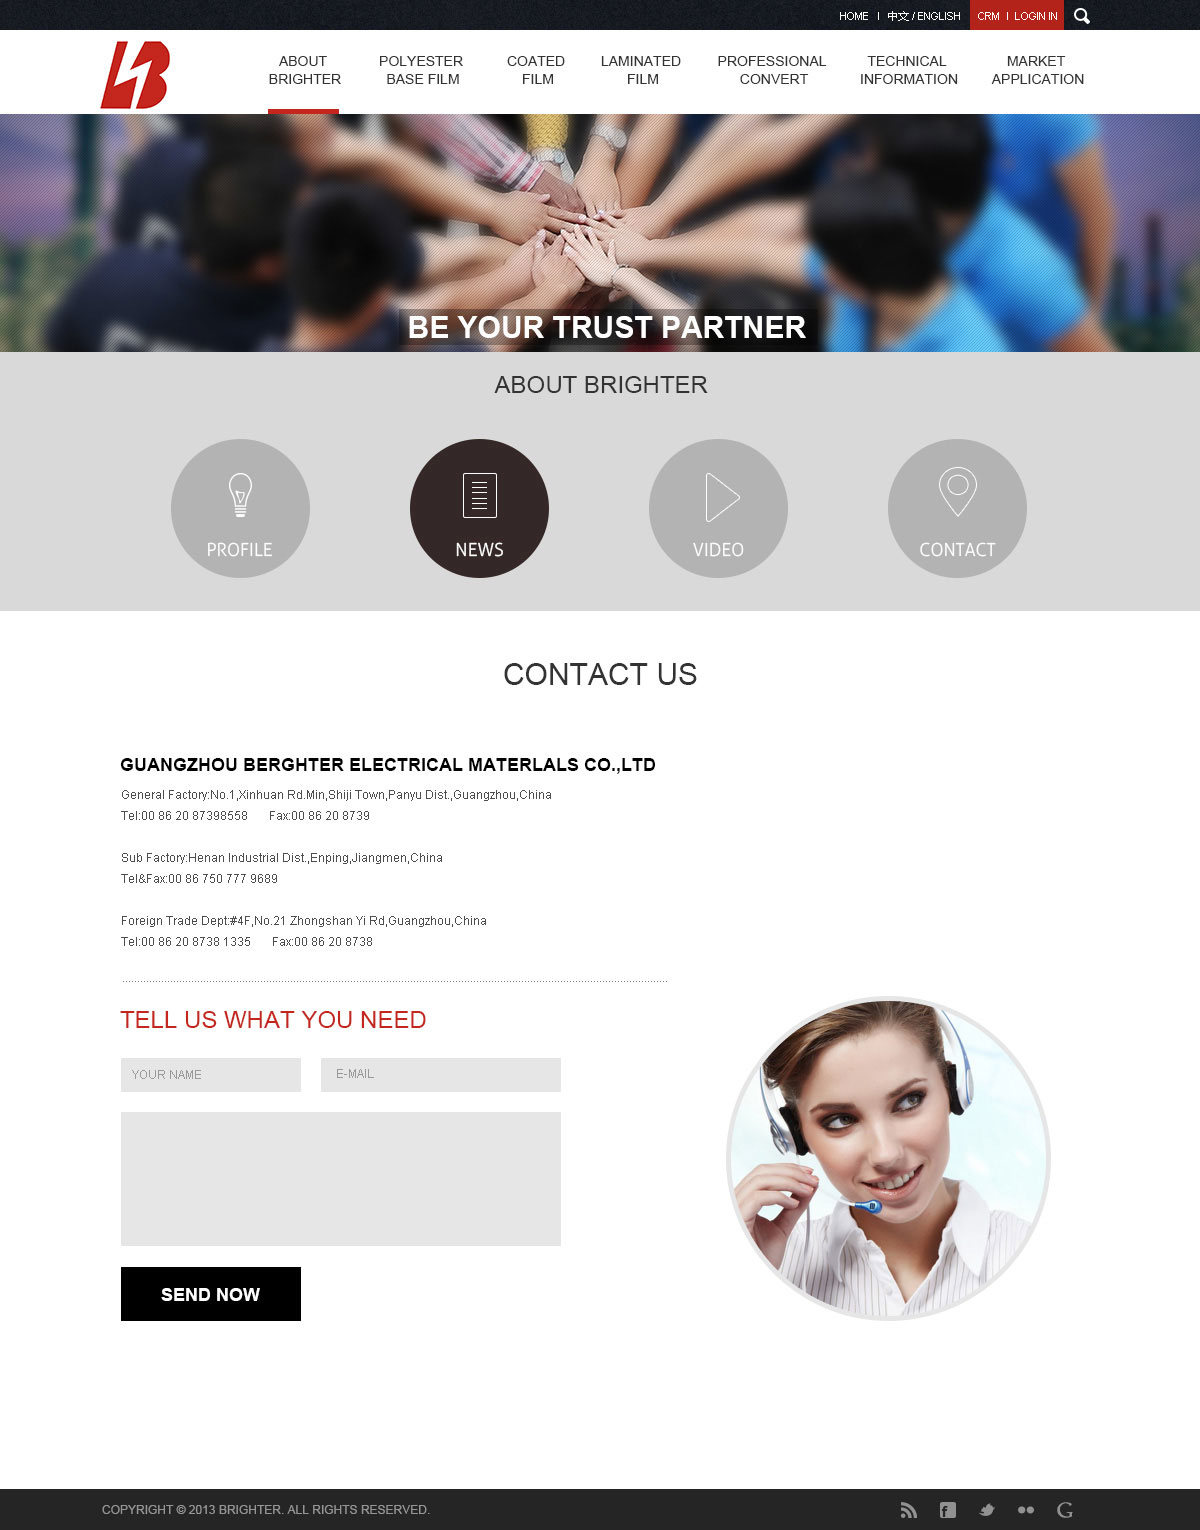 HOME | 中文 / ENGLISH CRM | LOGIN IN
ABOUT BRIGHTER
POLYESTER BASE FILM
COATED FILM
LAMINATED FILM
PROFESSIONAL CONVERT
TECHNICAL INFORMATION
MARKET APPLICATION
BE YOUR TRUST PARTNER
ABOUT BRIGHTER
PROFILE NEWS VIDEO CONTACT
CONTACT US
GUANGZHOU BERGHTER ELECTRICAL MATERLALS CO.,LTD
General Factory:No.1,Xinhuan Rd.Min,Shiji Town,Panyu Dist.,Guangzhou,China
Tel:00 86 20 87398558 Fax:00 86 20 8739
Sub Factory:Henan Industrial Dist.,Enping,Jiangmen,China
Tel&Fax:00 86 750 777 9689
Foreign Trade Dept:#4F,No.21 Zhongshan Yi Rd,Guangzhou,China
Tel:00 86 20 8738 1335 Fax:00 86 20 8738
TELL US WHAT YOU NEED
YOUR NAME E-MAIL
SEND NOW
COPYRIGHT © 2013 BRIGHTER. ALL RIGHTS RESERVED.